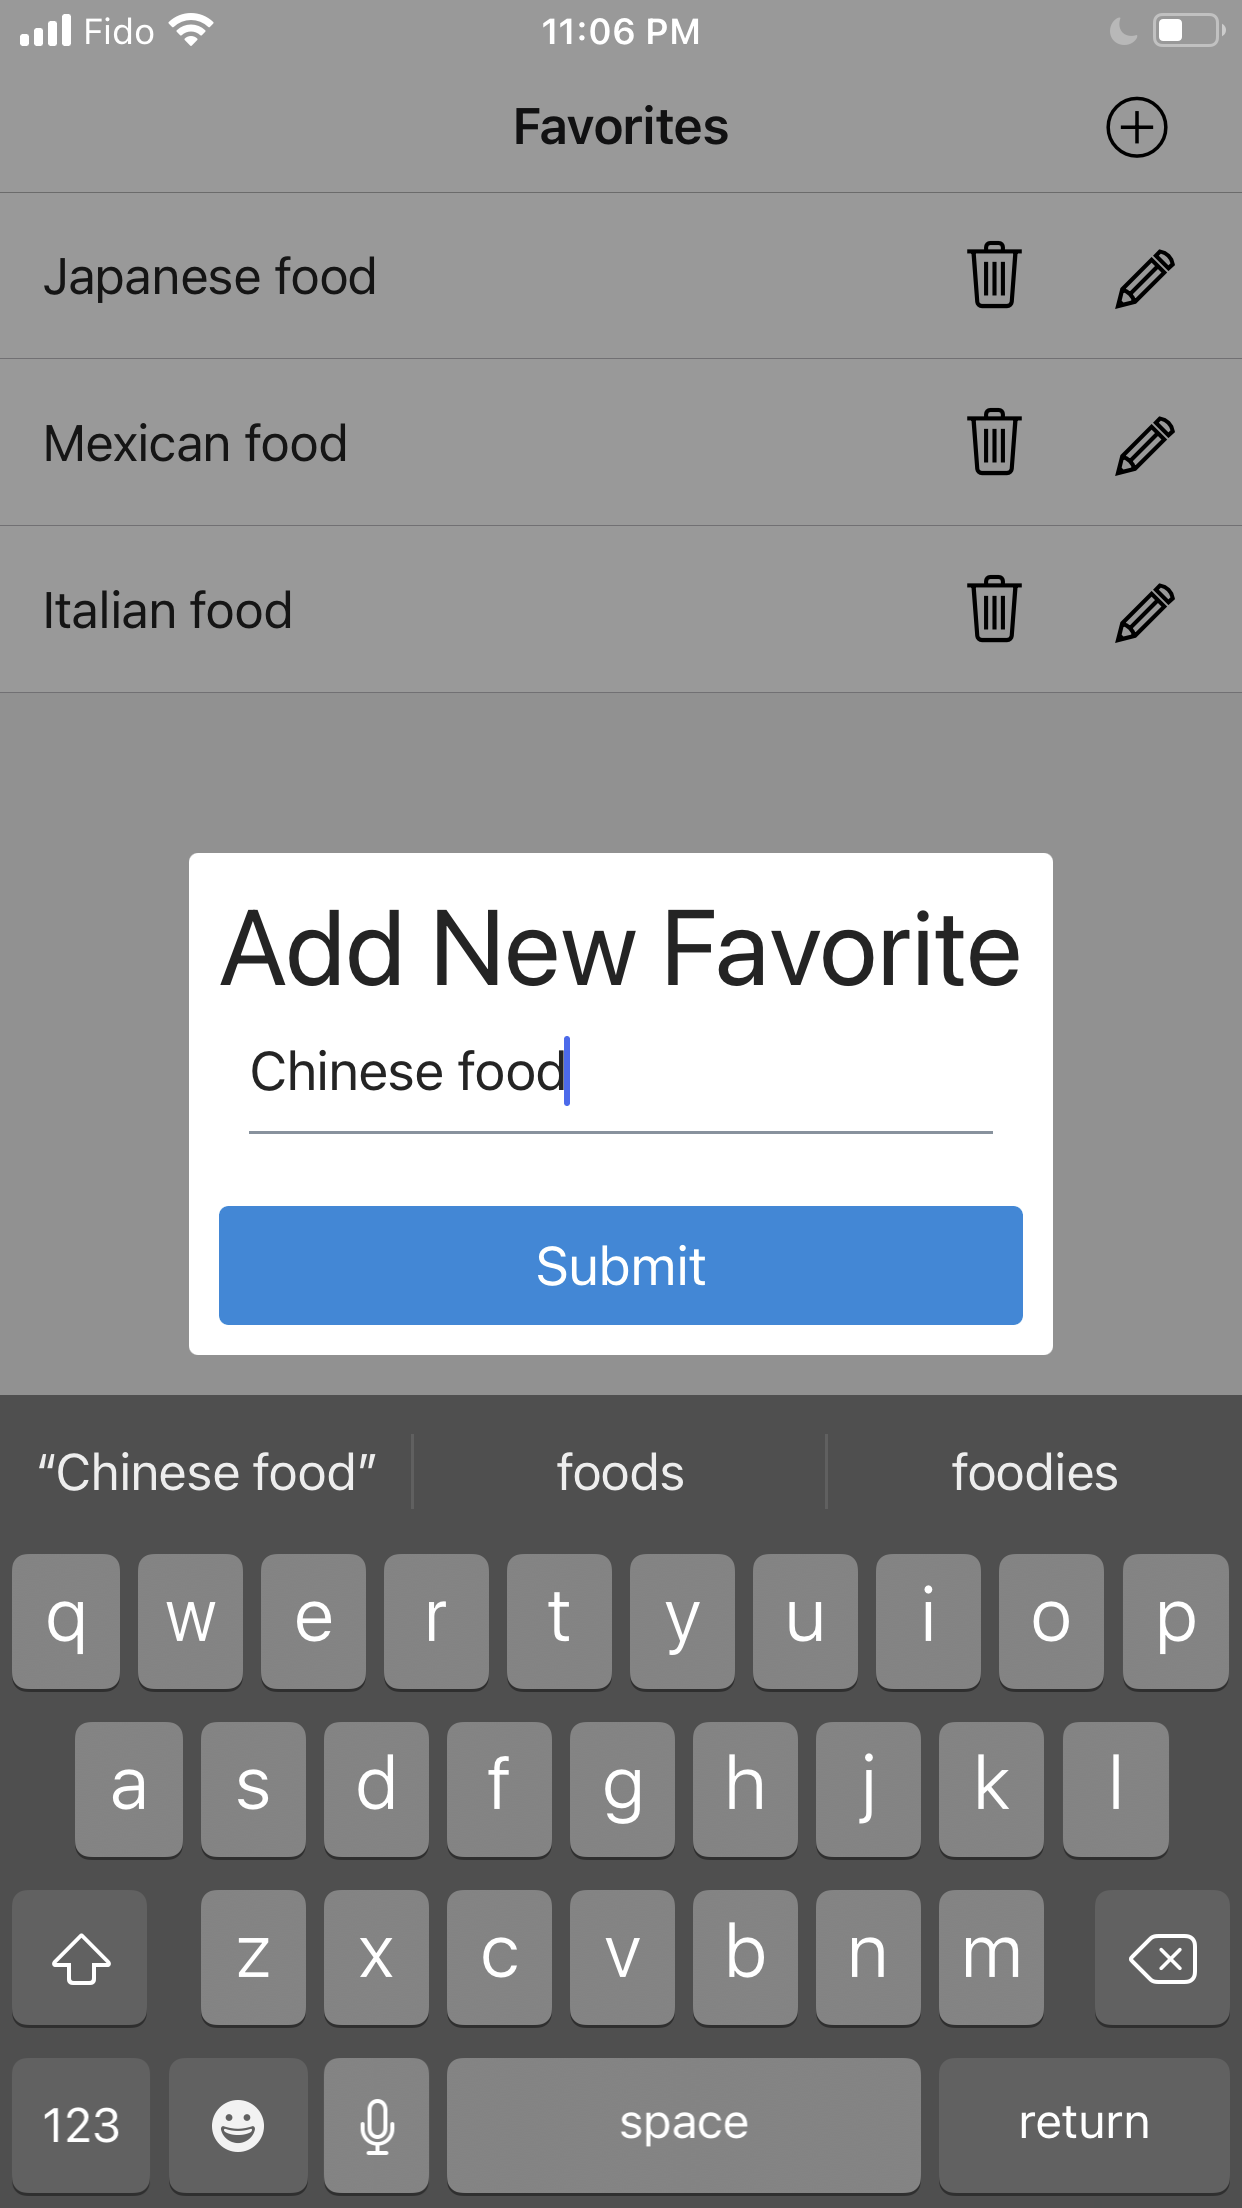 Fido 11:06 PM
Favorites
Japanese food
Mexican food
Italian food
Add New Favorite
Chinese food
Submit
“Chinese food” foods foodies
q w e r t y u i o p
a s d f g h j k l
z x c v b n m
123 space return